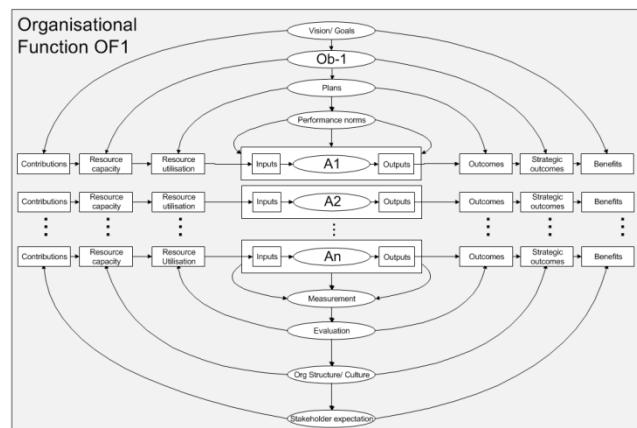 Organisational
Function OF1
Vision/ Goals
Ob-1
Plans
Performance norms
Contributions
Resource
capacity
Resource
utilisation
Inputs
A1
Outputs
Outcomes
Strategic
outcomes
Benefits
Contributions
Resource
capacity
Resource
utilisation
Inputs
A2
Outputs
Outcomes
Strategic
outcomes
Benefits
Contributions
Resource
capacity
Resource
Utilisation
Inputs
An
Outputs
Outcomes
Strategic
outcomes
Benefits
Measurement
Evaluation
Org Structure/ Culture
Stakeholder expectation